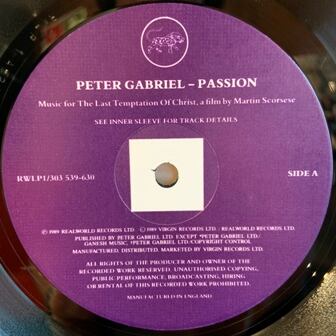 PETER GABRIEL – PASSION
Music for The Last Temptation Of Christ, a film by Martin Scorsese
SEE INNER SLEEVE FOR TRACK DETAILS
RWLP1/303 539-630
SIDE A
℗ 1989 REALWORLD RECORDS LTD. © 1989 VIRGIN RECORDS LTD.
PUBLISHED BY PETER GABRIEL LTD. EXCEPT *PETER GABRIEL LTD./
GANESH MUSIC, †PETER GABRIEL LTD./COPYRIGHT CONTROL
MANUFACTURED, DISTRIBUTED, MARKETED BY VIRGIN RECORDS LTD.
ALL RIGHTS OF THE PRODUCER AND OWNER OF THE
RECORDED WORK RESERVED. UNAUTHORISED COPYING,
PUBLIC PERFORMANCE, BROADCASTING, HIRING
OR RENTAL OF THIS RECORDED WORK PROHIBITED.
MANUFACTURED IN ENGLAND